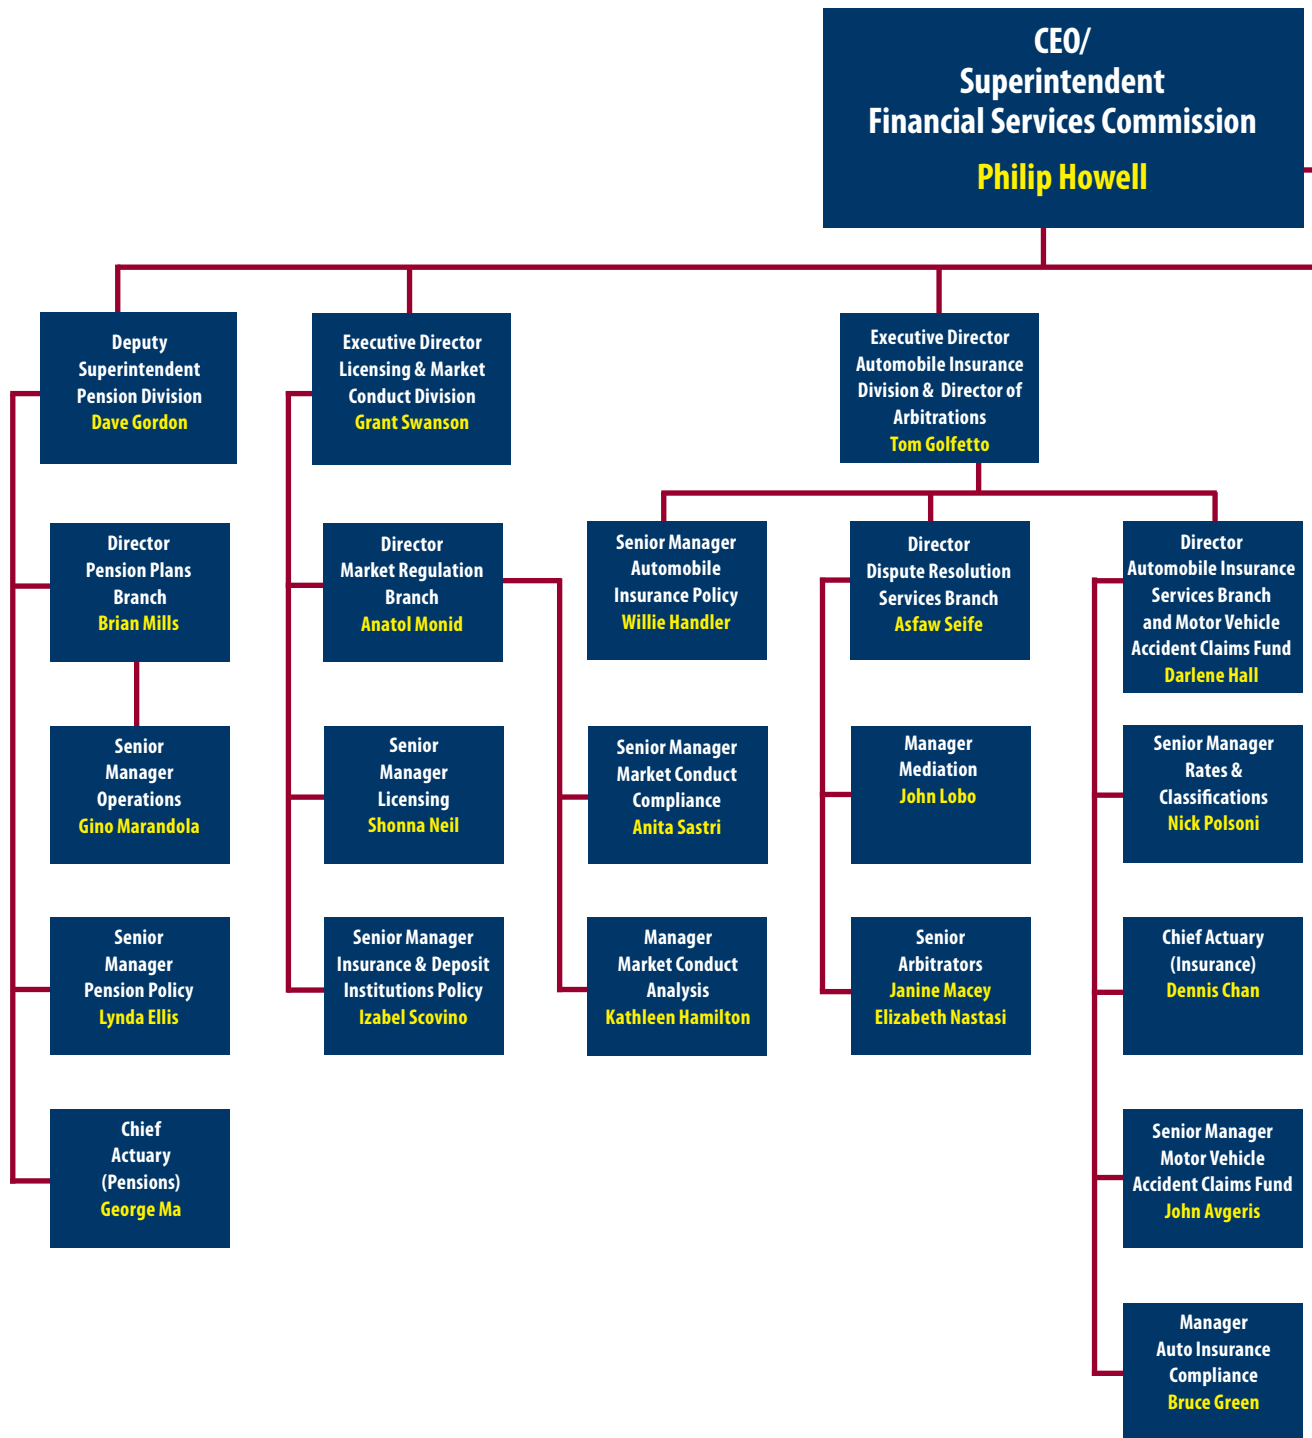 CEO/
Superintendent
Financial Services Commission
Philip Howell
Deputy
Superintendent
Pension Division
Dave Gordon
Executive Director
Licensing & Market
Conduct Division
Grant Swanson
Executive Director
Automobile Insurance
Division & Director of
Arbitrations
Tom Golfetto
Director
Pension Plans
Branch
Brian Mills
Director
Market Regulation
Branch
Anatol Monid
Senior Manager
Automobile
Insurance Policy
Willie Handler
Director
Dispute Resolution
Services Branch
Asfaw Seife
Director
Automobile Insurance
Services Branch
and Motor Vehicle
Accident Claims Fund
Darlene Hall
Senior
Manager
Operations
Gino Marandola
Senior
Manager
Licensing
Shonna Neil
Senior Manager
Market Conduct
Compliance
Anita Sastri
Manager
Mediation
John Lobo
Senior Manager
Rates &
Classifications
Nick Polsoni
Senior
Manager
Pension Policy
Lynda Ellis
Senior Manager
Insurance & Deposit
Institutions Policy
Izabel Scovino
Manager
Market Conduct
Analysis
Kathleen Hamilton
Senior
Arbitrators
Janine Macey
Elizabeth Nastasi
Chief Actuary
(Insurance)
Dennis Chan
Chief
Actuary
(Pensions)
George Ma
Senior Manager
Motor Vehicle
Accident Claims Fund
John Avgeris
Manager
Auto Insurance
Compliance
Bruce Green